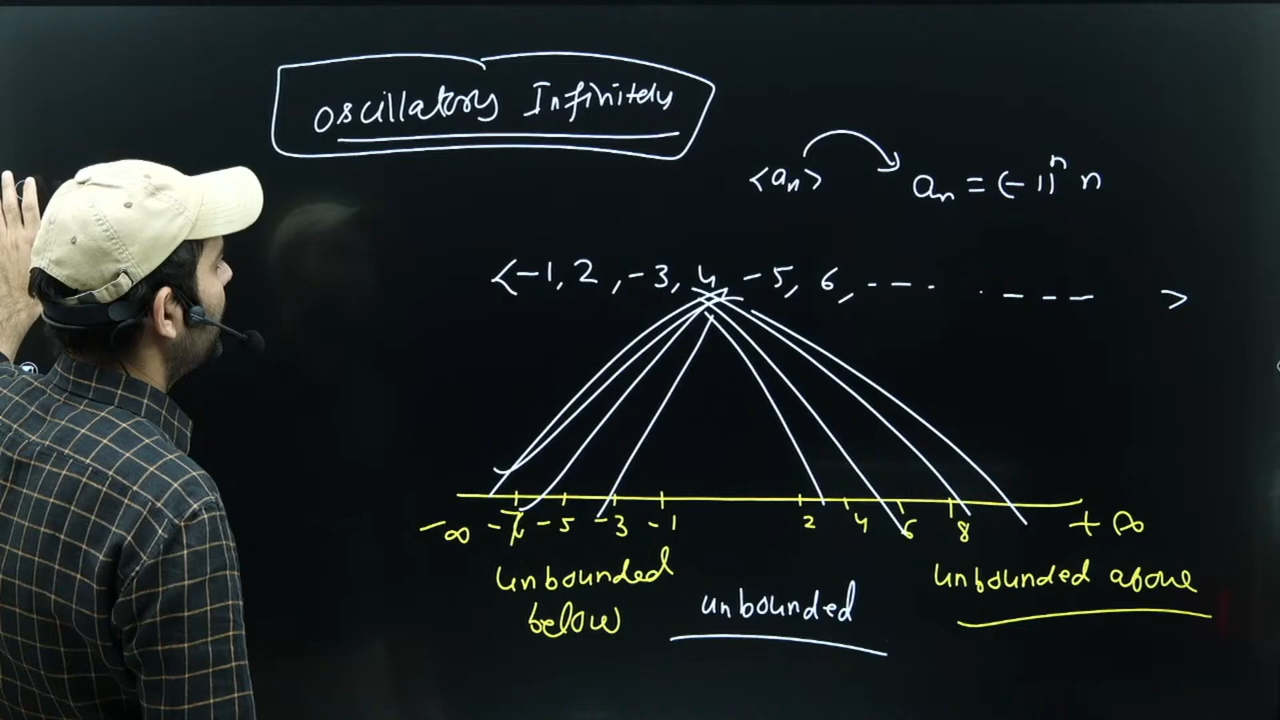 Oscillatory Infinitely
<aₙ> aₙ = (-1)ⁿ n
<-1, 2, -3, 4, -5, 6, --- . . --- >
-∞ -7 -5 -3 -1 2 4 6 8 +∞
unbounded below
unbounded
unbounded above